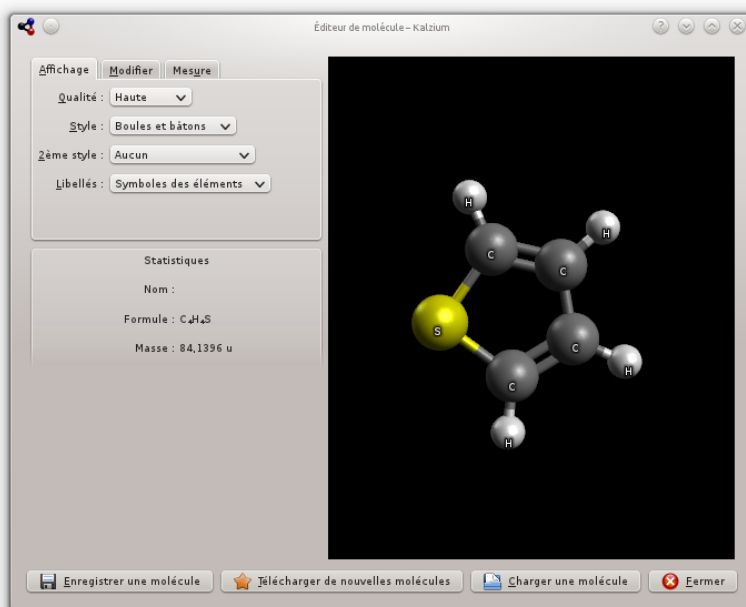 Éditeur de molécule – Kalzium
Affichage Modifier Mesure
Qualité : Haute
Style : Boules et bâtons
2ème style : Aucun
Libellés : Symboles des éléments
Statistiques
Nom :
Formule : C₄H₄S
Masse : 84,1396 u
H
H
C
C
S
C
H
C
H
Enregistrer une molécule Télécharger de nouvelles molécules Charger une molécule Fermer